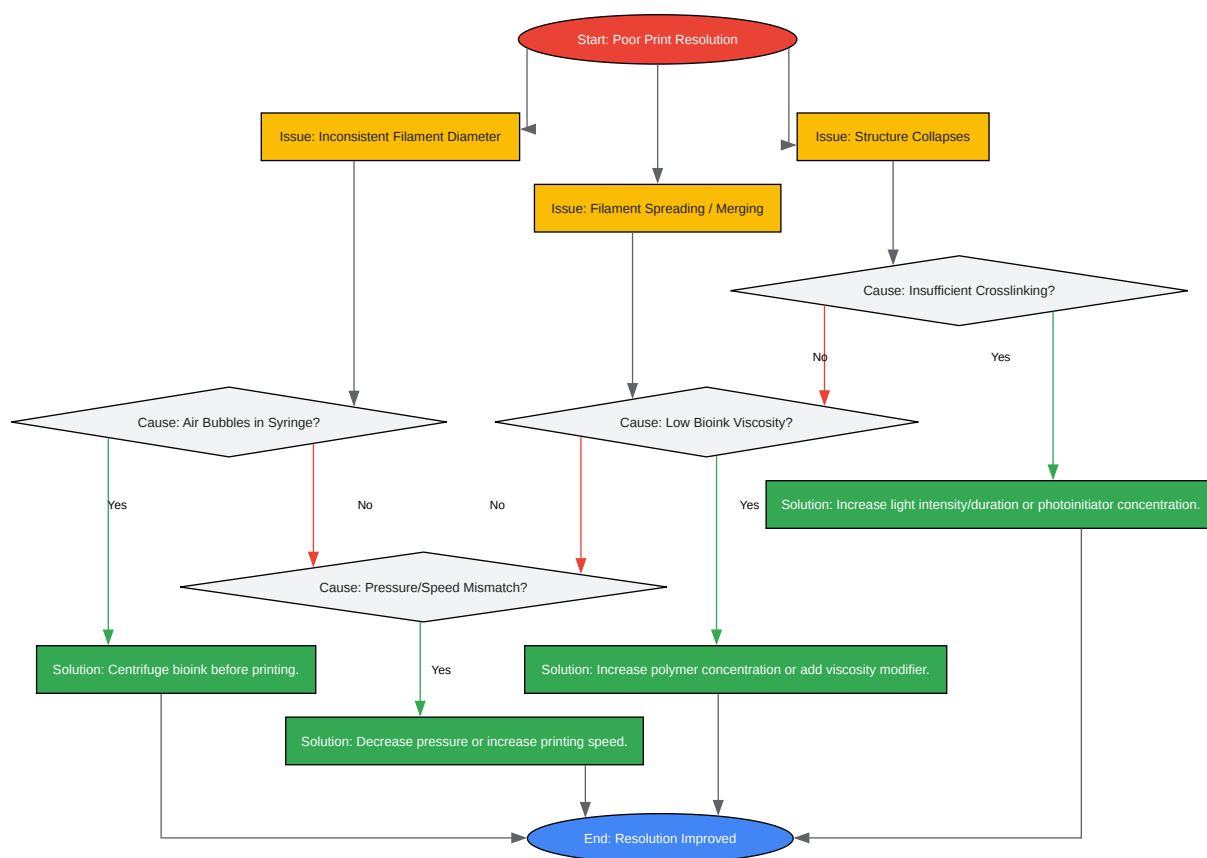 Start: Poor Print Resolution
Issue: Inconsistent Filament Diameter
Issue: Structure Collapses
Issue: Filament Spreading / Merging
Cause: Insufficient Crosslinking?
No
Yes
Cause: Air Bubbles in Syringe?
Cause: Low Bioink Viscosity?
Yes
No
No
Yes
Solution: Increase light intensity/duration or photoinitiator concentration.
Cause: Pressure/Speed Mismatch?
Solution: Centrifuge bioink before printing.
Yes
Solution: Increase polymer concentration or add viscosity modifier.
Solution: Decrease pressure or increase printing speed.
End: Resolution Improved